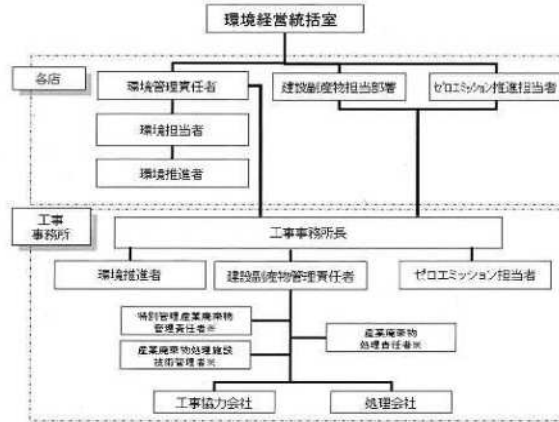 環境経営統括室
各店
環境管理責任者
建設副産物担当部署
ゼロエミッション推進担当者
環境担当者
環境推進者
工事
事務所
工事事務所長
環境推進者
建設副産物管理責任者
ゼロエミッション担当者
特別管理産業廃棄物
管理責任者※
産業廃棄物
処理責任者※
産業廃棄物処理施設
技術管理者※
工事協力会社
処理会社